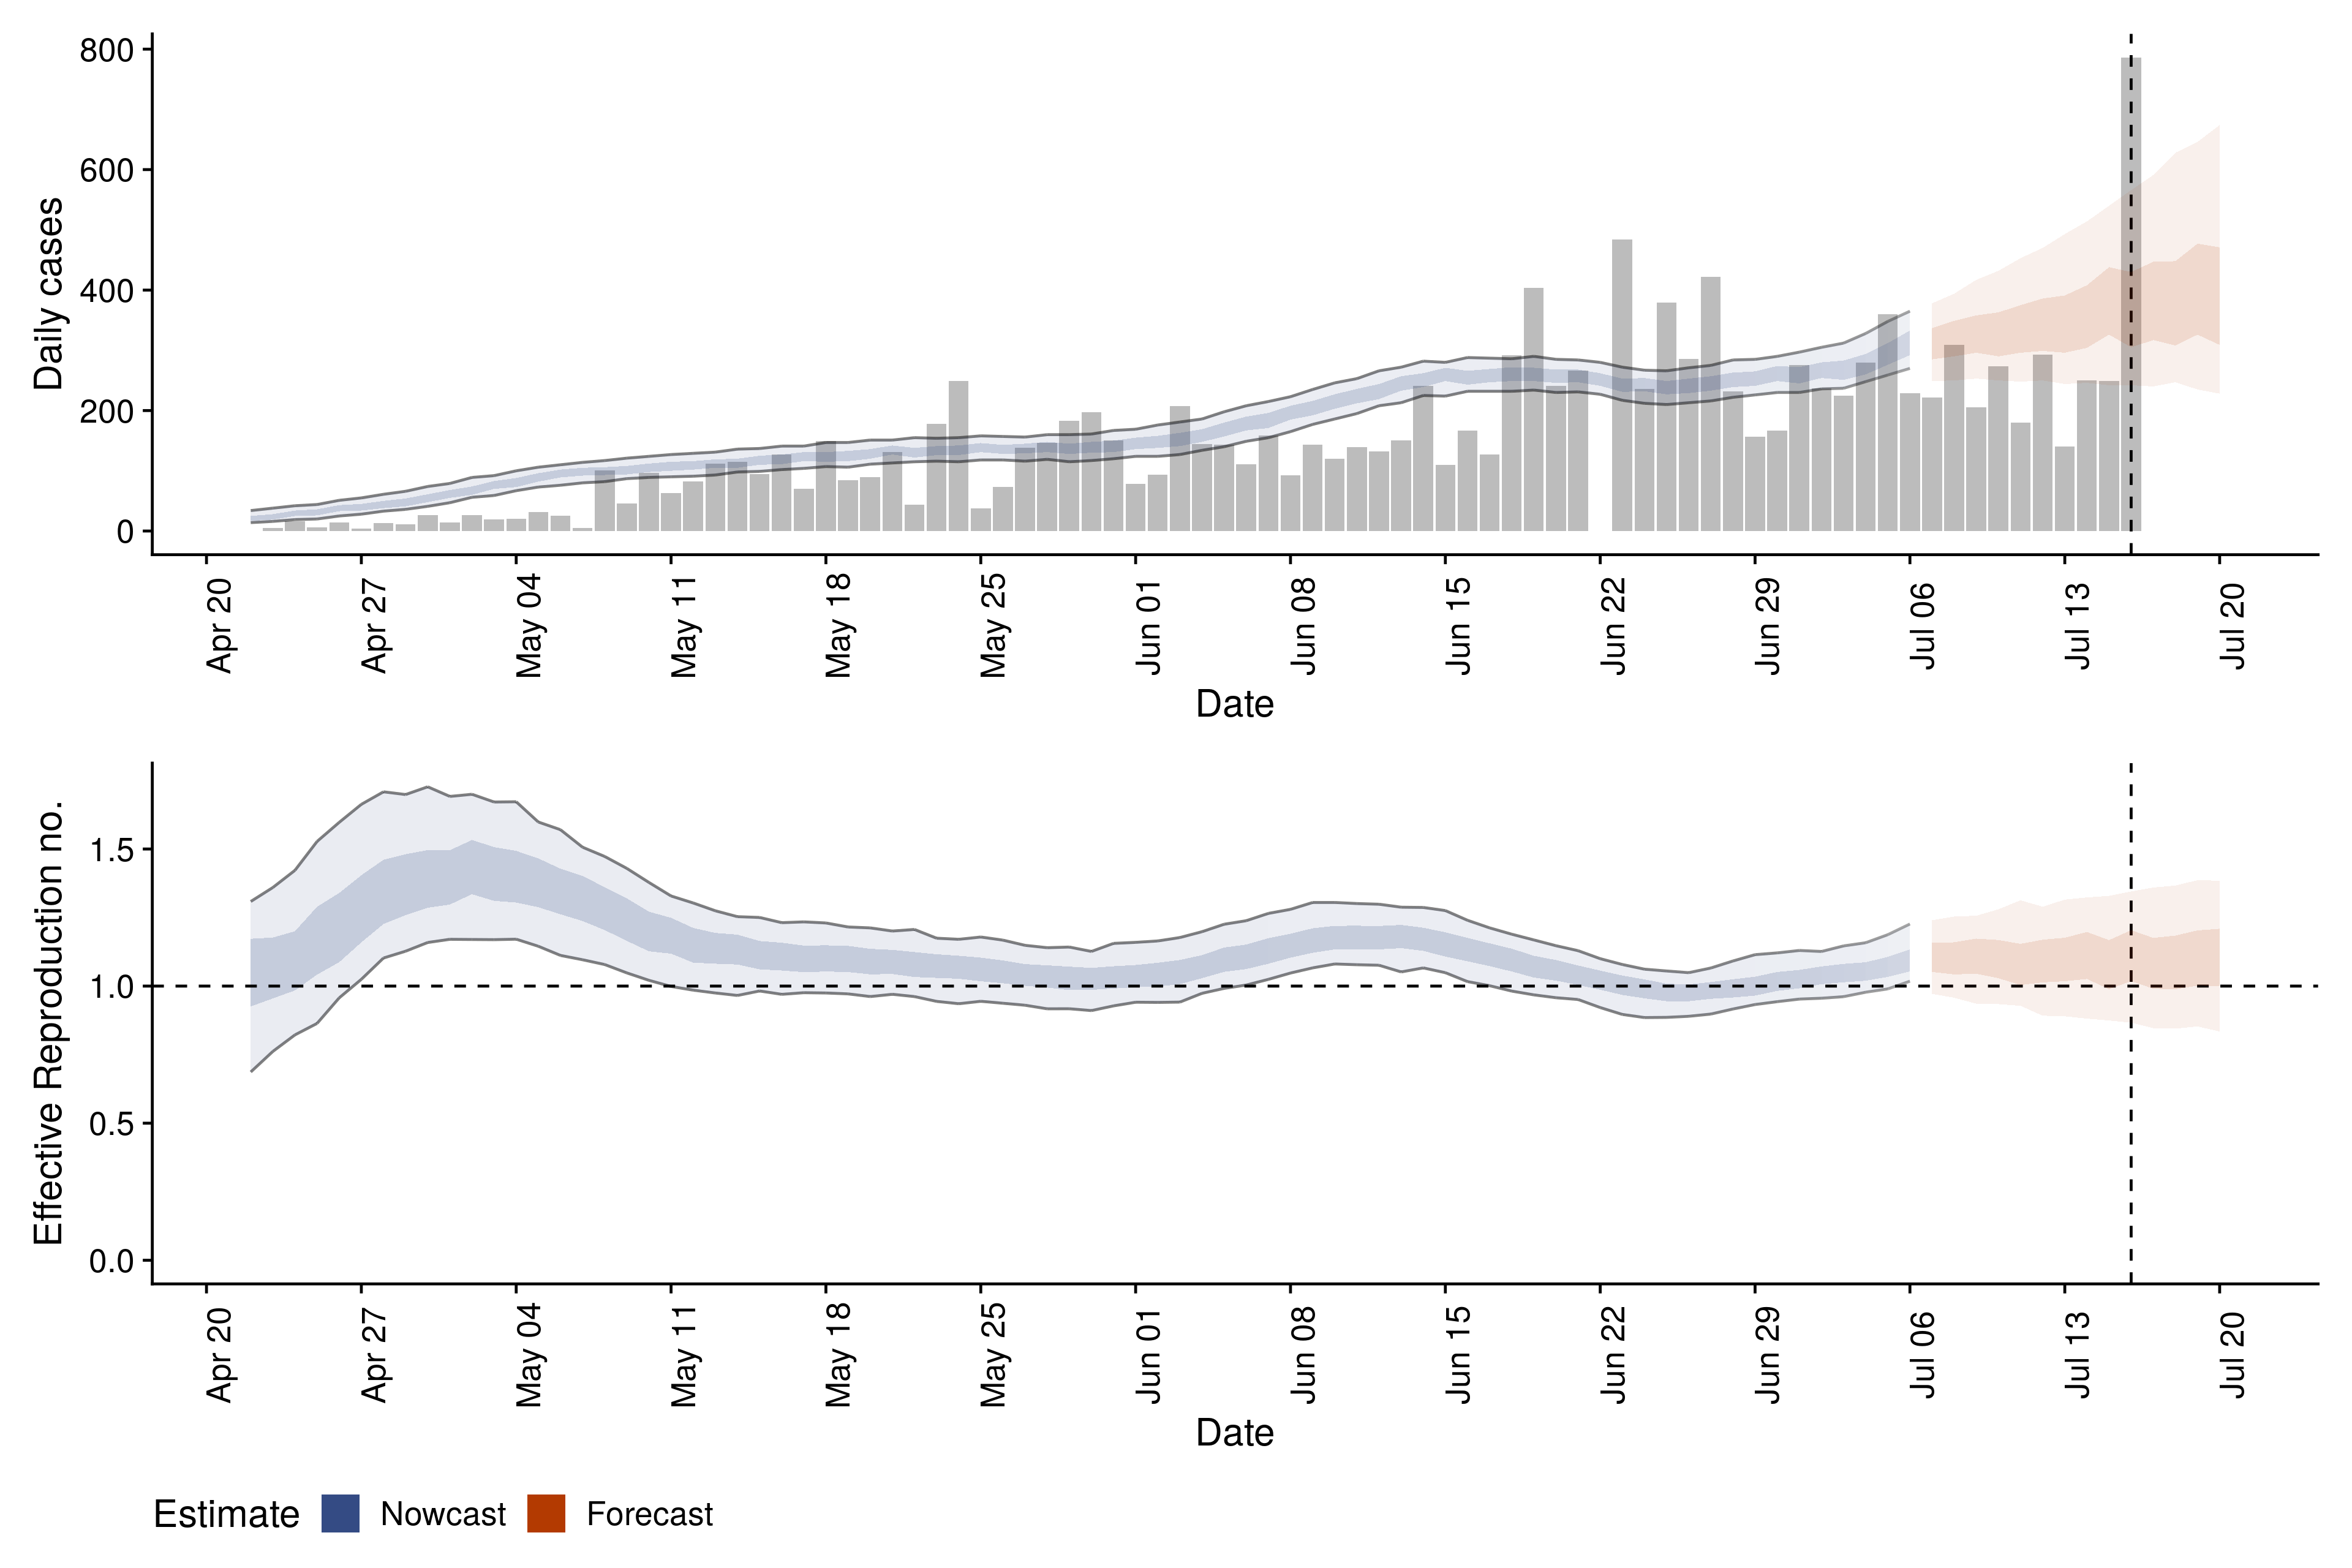 800
600
400
200
0
Daily cases
Apr 20
Apr 27
May 04
May 11
May 18
May 25
Jun 01
Jun 08
Jun 15
Jun 22
Jun 29
Jul 06
Jul 13
Jul 20
Date
1.5
1.0
0.5
0.0
Effective Reproduction no.
Apr 20
Apr 27
May 04
May 11
May 18
May 25
Jun 01
Jun 08
Jun 15
Jun 22
Jun 29
Jul 06
Jul 13
Jul 20
Date
Estimate Nowcast Forecast